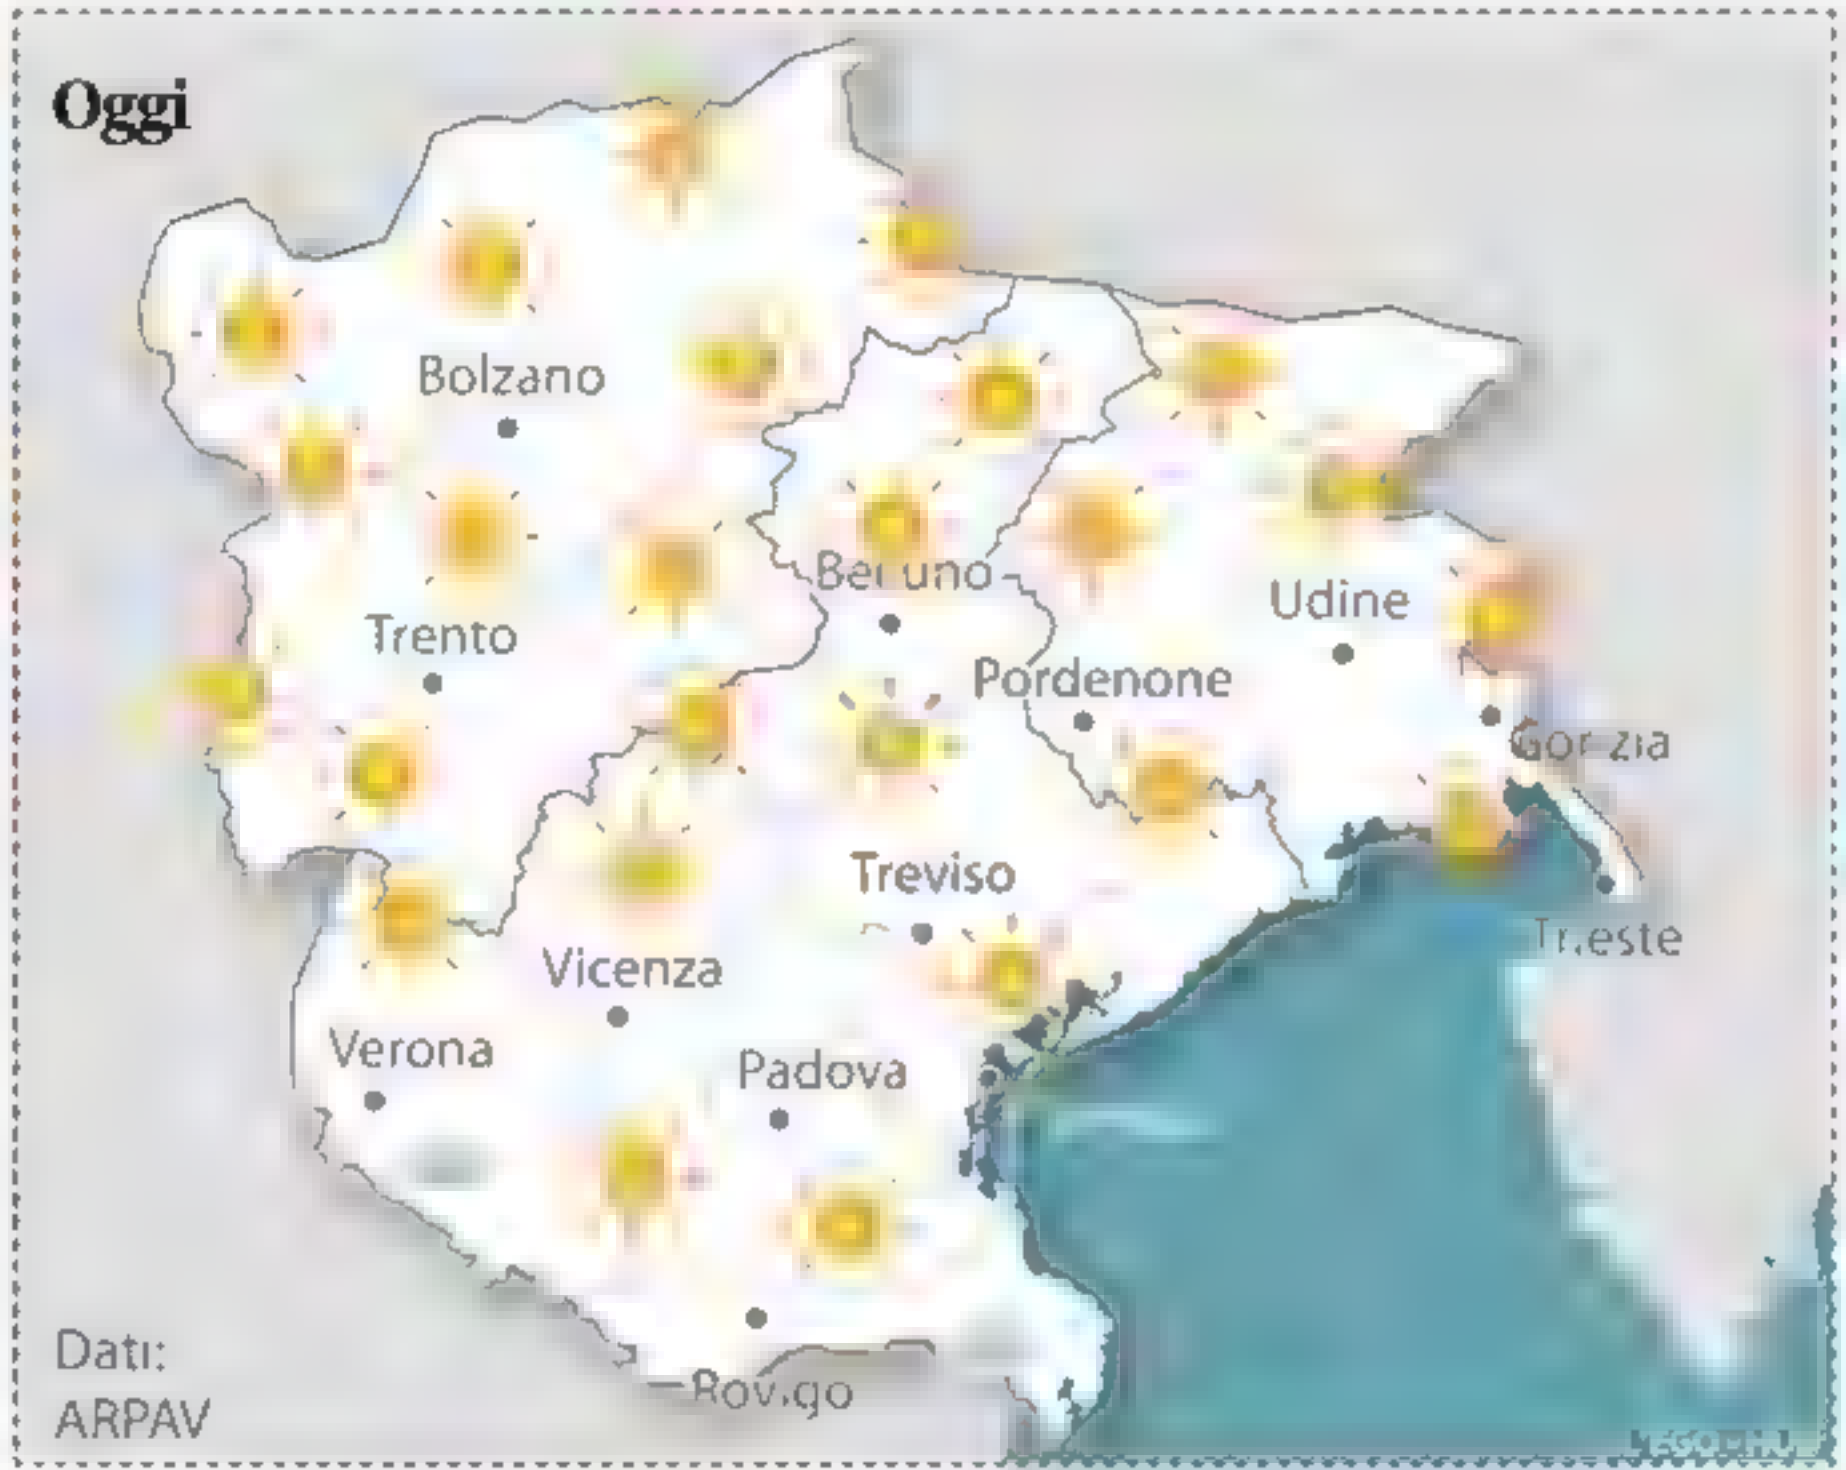 Oggi
Bolzano
Belluno
Trento
Udine
Pordenone
Gorizia
Treviso
Trieste
Vicenza
Verona
Padova
Rovigo
Dati:
ARPAV